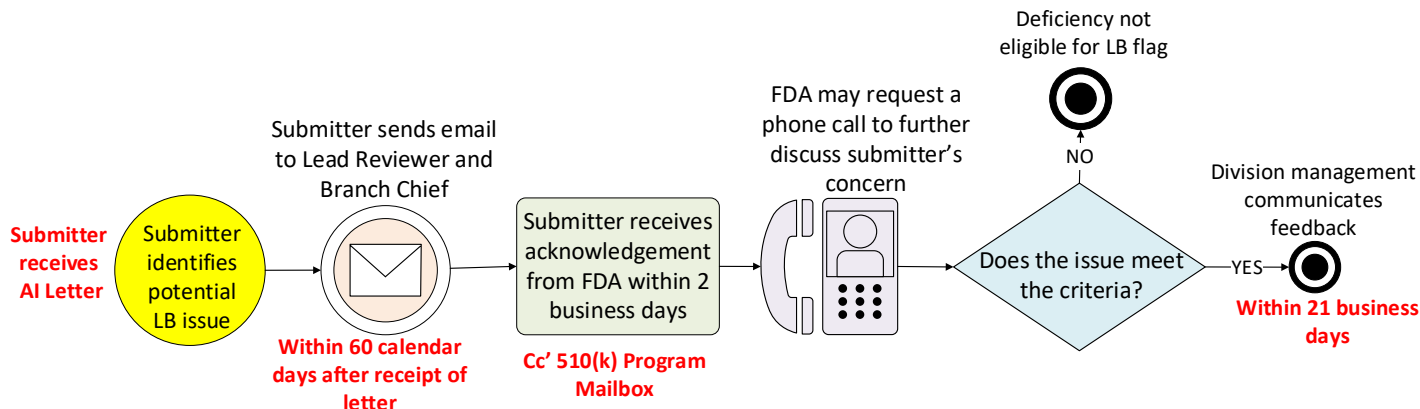 Submitter
receives
AI Letter
Submitter
identifies
potential
LB issue
Submitter sends email
to Lead Reviewer and
Branch Chief
Within 60 calendar
days after receipt of
letter
Submitter receives
acknowledgement
from FDA within 2
business days
Cc’ 510(k) Program
Mailbox
FDA may request a
phone call to further
discuss submitter’s
concern
Does the issue meet
the criteria?
NO
Deficiency not
eligible for LB flag
YES
Division management
communicates
feedback
Within 21 business
days